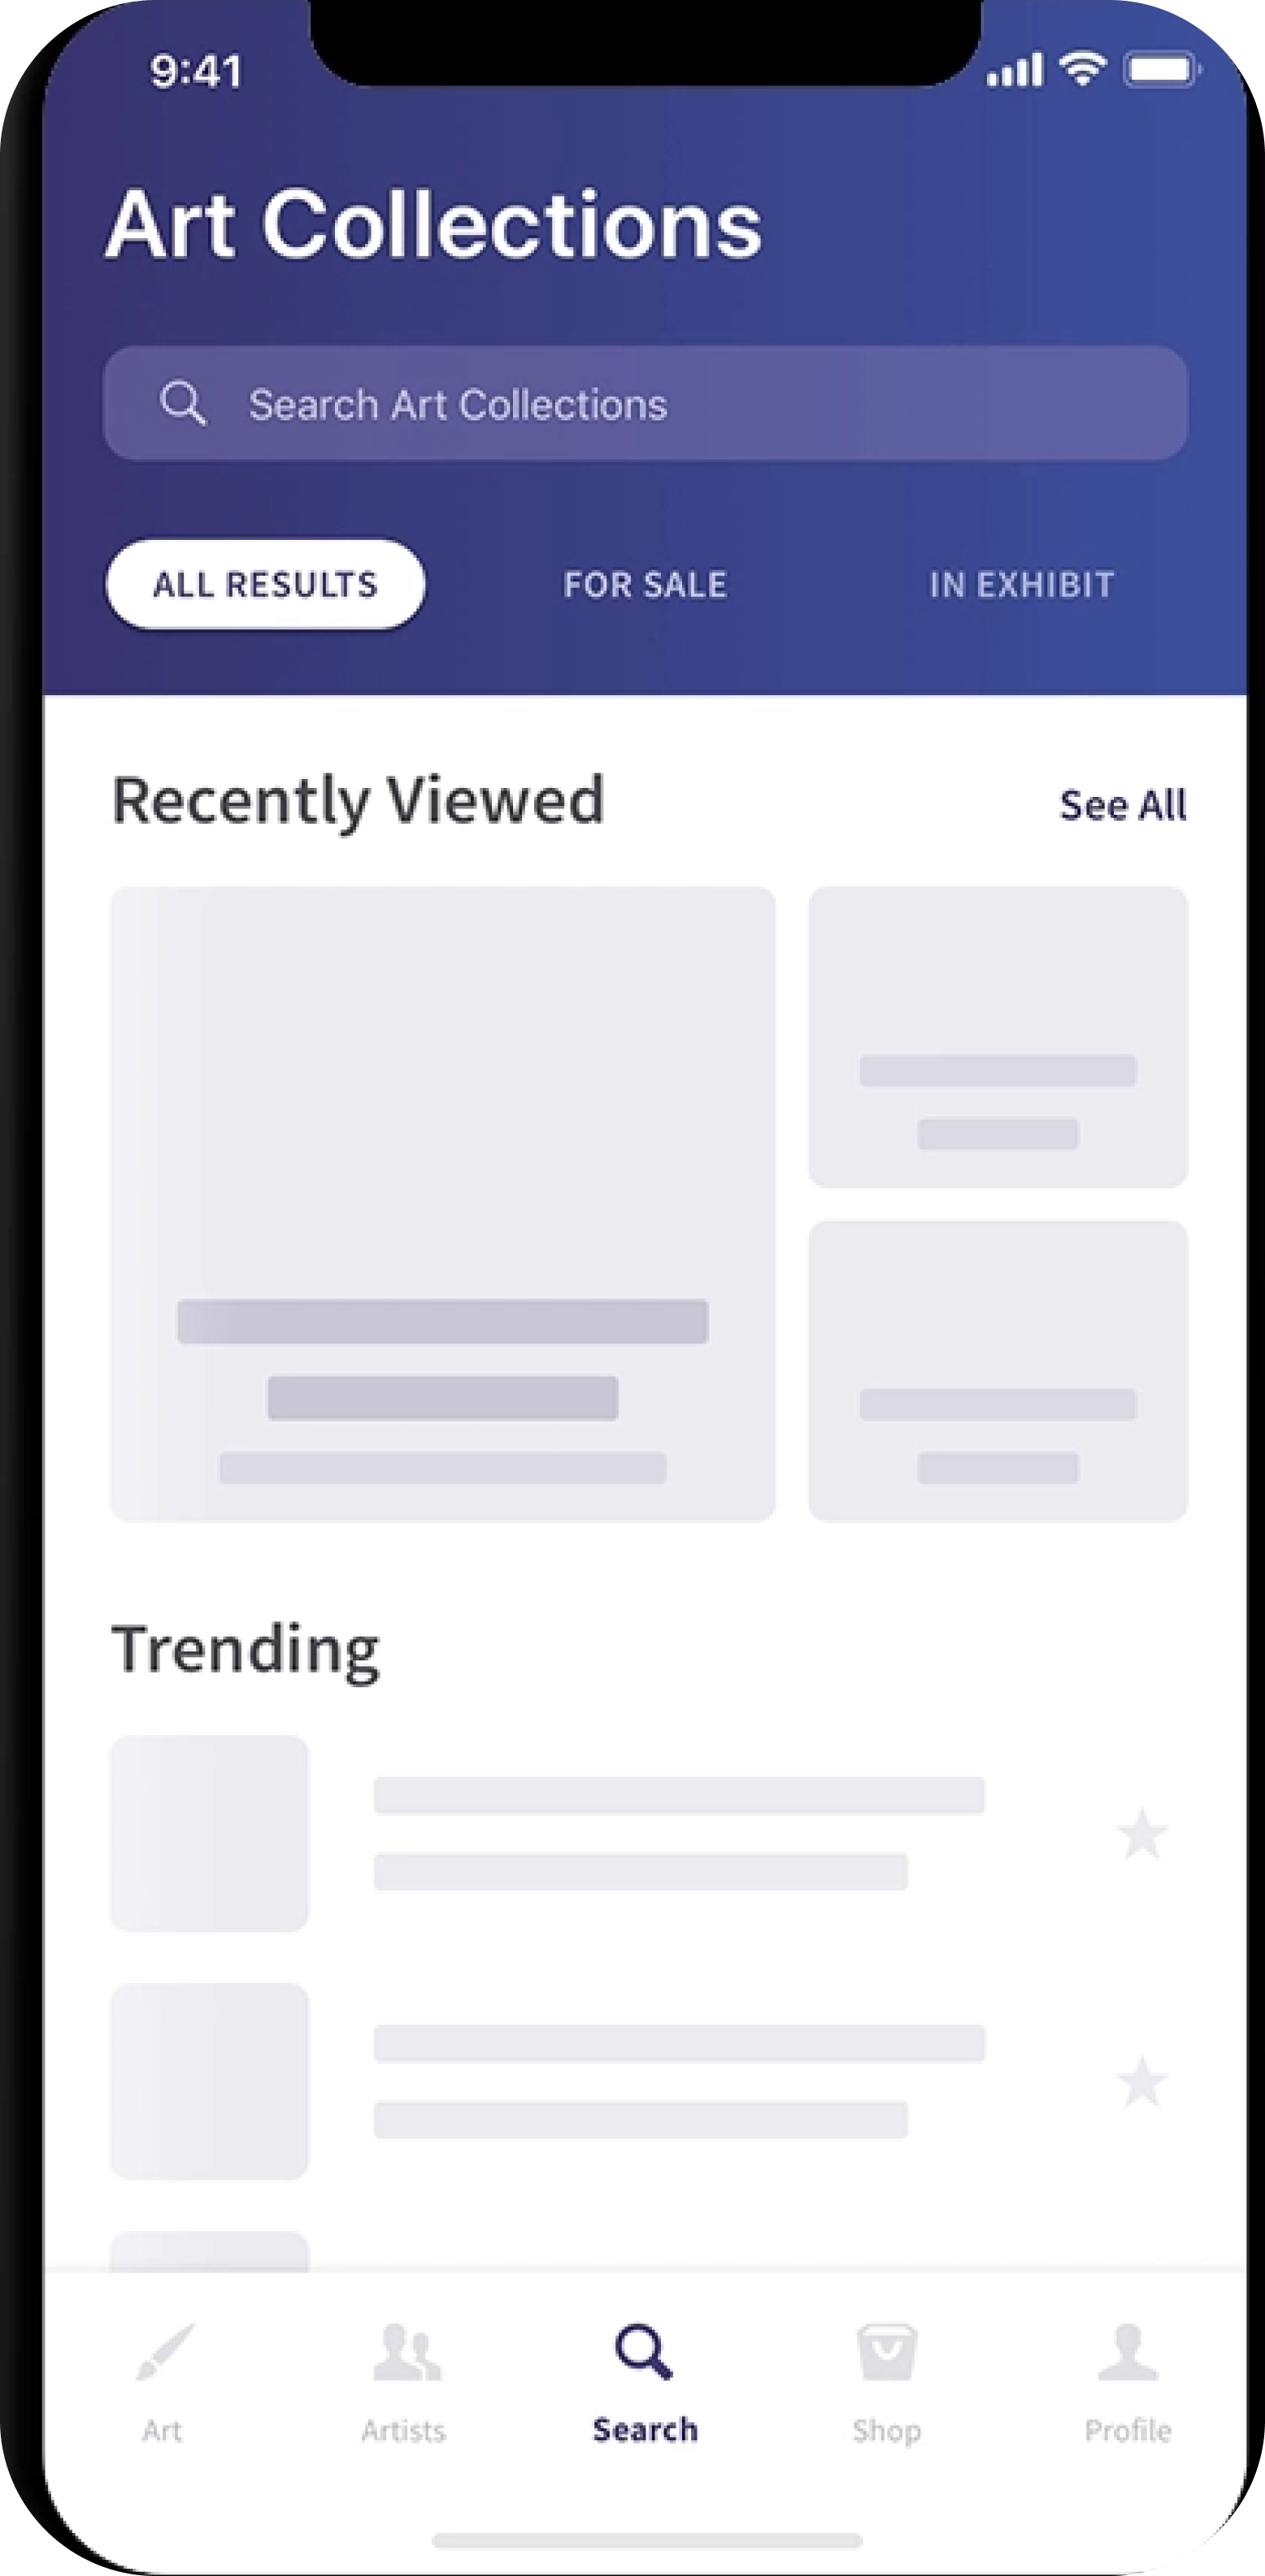 9:41
Art Collections
Search Art Collections
ALL RESULTS FOR SALE IN EXHIBIT
Recently Viewed See All
Trending
Art Artists Search Shop Profile